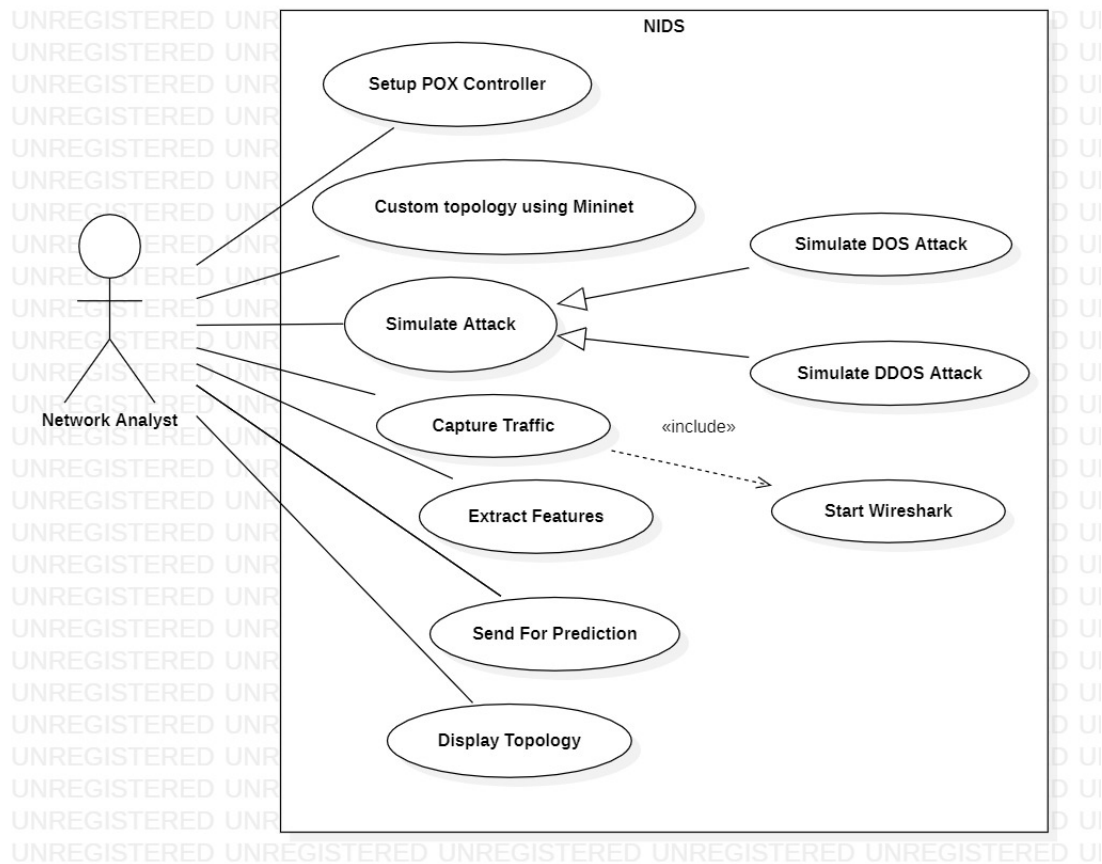 NIDS
Setup POX Controller
Custom topology using Mininet
Simulate DOS Attack
Simulate Attack
Simulate DDOS Attack
Network Analyst
Capture Traffic
«include»
Extract Features
Start Wireshark
Send For Prediction
Display Topology
UNREGISTERED UNREGISTERED UNREGISTERED UNREGISTERED UNREGISTERED